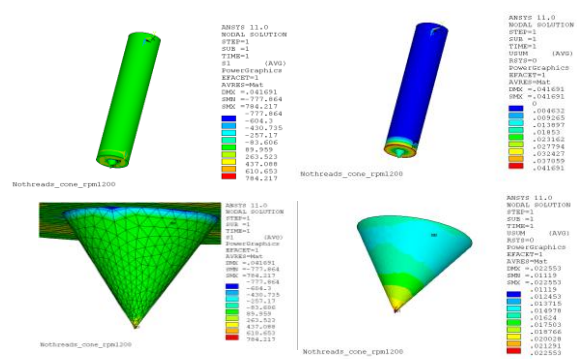 ANSYS 11.0
NODAL SOLUTION
STEP=1
SUB =1
TIME=1
S1 (AVG)
PowerGraphics
EFACET=1
AVRES=Mat
DMX =.041691
SMN =-777.864
SMX =784.217
-777.864
-604.3
-430.735
-257.17
-83.606
89.959
263.523
437.088
610.653
784.217
Nothreads_cone_rpm1200
ANSYS 11.0
NODAL SOLUTION
STEP=1
SUB =1
TIME=1
USUM (AVG)
RSYS=0
PowerGraphics
EFACET=1
AVRES=Mat
DMX =.041691
SMX =.041691
0
.004632
.009265
.013897
.01853
.023162
.027794
.032427
.037059
.041691
Nothreads_cone_rpm1200
ANSYS 11.0
NODAL SOLUTION
STEP=1
SUB =1
TIME=1
S1 (AVG)
PowerGraphics
EFACET=1
AVRES=Mat
DMX =.041691
SMN =-777.864
SMX =784.217
-777.864
-604.3
-430.735
-257.17
-83.606
89.959
263.523
437.088
610.653
784.217
Nothreads_cone_rpm1200
ANSYS 11.0
NODAL SOLUTION
STEP=1
SUB =1
TIME=1
USUM (AVG)
RSYS=0
PowerGraphics
EFACET=1
AVRES=Mat
DMX =.022553
SMN =.01119
SMX =.022553
.01119
.012453
.013715
.014978
.01624
.017503
.018766
.020028
.021291
.022553
Nothreads_cone_rpm1200